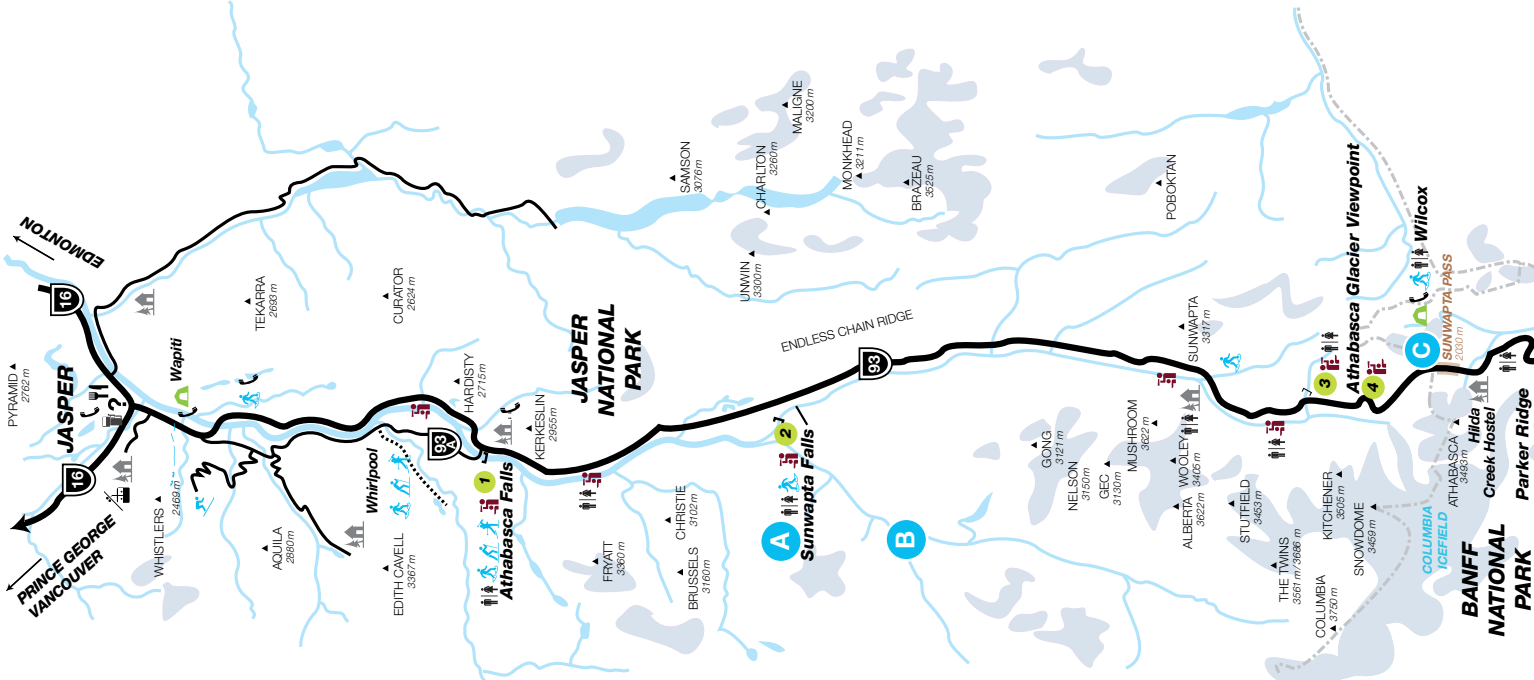 EDMONTON
16
PYRAMID
2762 m
JASPER
16
?
PRINCE GEORGE
VANCOUVER
Wapiti
WHISTLERS
2469 m
TEKARRA
2693 m
AQUILA
2880 m
CURATOR
2624 m
Whirlpool
EDITH CAVELL
3367 m
93
A
HARDISTY
2715 m
1
Athabasca Falls
KERKESLIN
2955 m
JASPER
NATIONAL
PARK
FRYATT
3360 m
CHRISTIE
3102 m
BRUSSELS
3160 m
SAMSON
3076 m
MALIGNE
3200 m
CHARLTON
3260 m
UNWIN
3300 m
MONKHEAD
3211 m
BRAZEAU
3525 m
2
A
Sunwapta Falls
ENDLESS CHAIN RIDGE
93
B
GONG
3121 m
NELSON
3150 m
GEC
3130 m
MUSHROOM
3622 m
WOOLEY
3405 m
ALBERTA
3622 m
POBOKTAN
SUNWAPTA
3317 m
STUTFIELD
3453 m
THE TWINS
3561 m/3686 m
KITCHENER
3505 m
COLUMBIA
3750 m
SNOWDOME
3459 m
3
Athabasca Glacier Viewpoint
4
C
Wilcox
SUNWAPTA PASS
2030 m
COLUMBIA
ICEFIELD
ATHABASCA
3493 m
Hilda
Creek Hostel
Parker Ridge
BANFF
NATIONAL
PARK